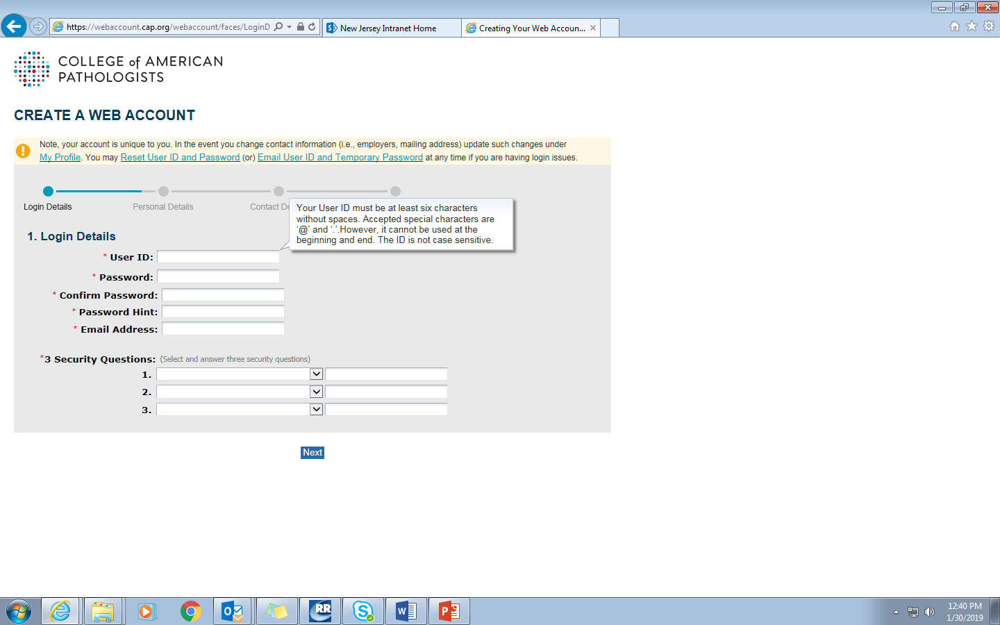 https://webaccount.cap.org/webaccount/faces/LoginD
New Jersey Intranet Home
Creating Your Web Accoun...
COLLEGE of AMERICAN
PATHOLOGISTS
CREATE A WEB ACCOUNT
Note, your account is unique to you. In the event you change contact information (i.e., employers, mailing address) update such changes under
My Profile. You may Reset User ID and Password (or) Email User ID and Temporary Password at any time if you are having login issues.
Login Details
Personal Details
Contact De
Your User ID must be at least six characters
without spaces. Accepted special characters are
‘@’ and ‘.’.However, it cannot be used at the
beginning and end. The ID is not case sensitive.
1. Login Details
* User ID:
* Password:
* Confirm Password:
* Password Hint:
* Email Address:
*3 Security Questions: (Select and answer three security questions)
1.
2.
3.
Next
RR
12:40 PM
1/30/2019